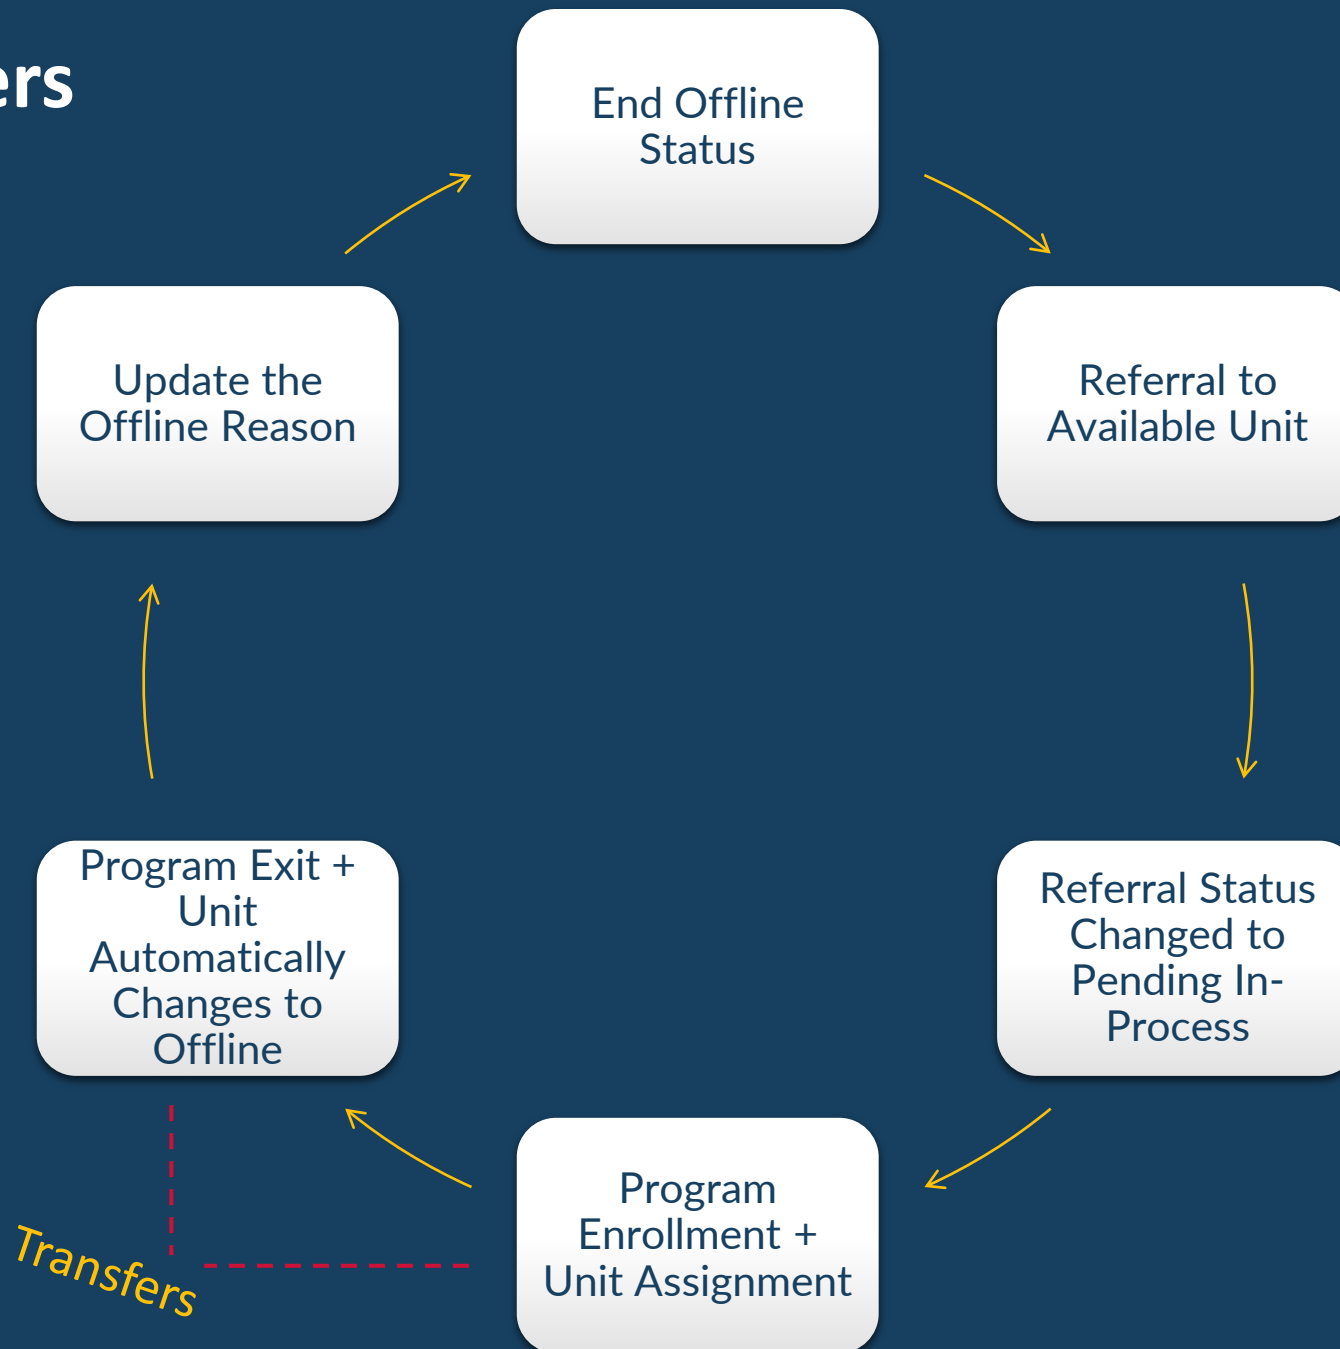 ers
End Offline
Status
Update the
Offline Reason
Referral to
Available Unit
Program Exit +
Unit
Automatically
Changes to
Offline
Referral Status
Changed to
Pending In-
Process
Program
Enrollment +
Unit Assignment
Transfers